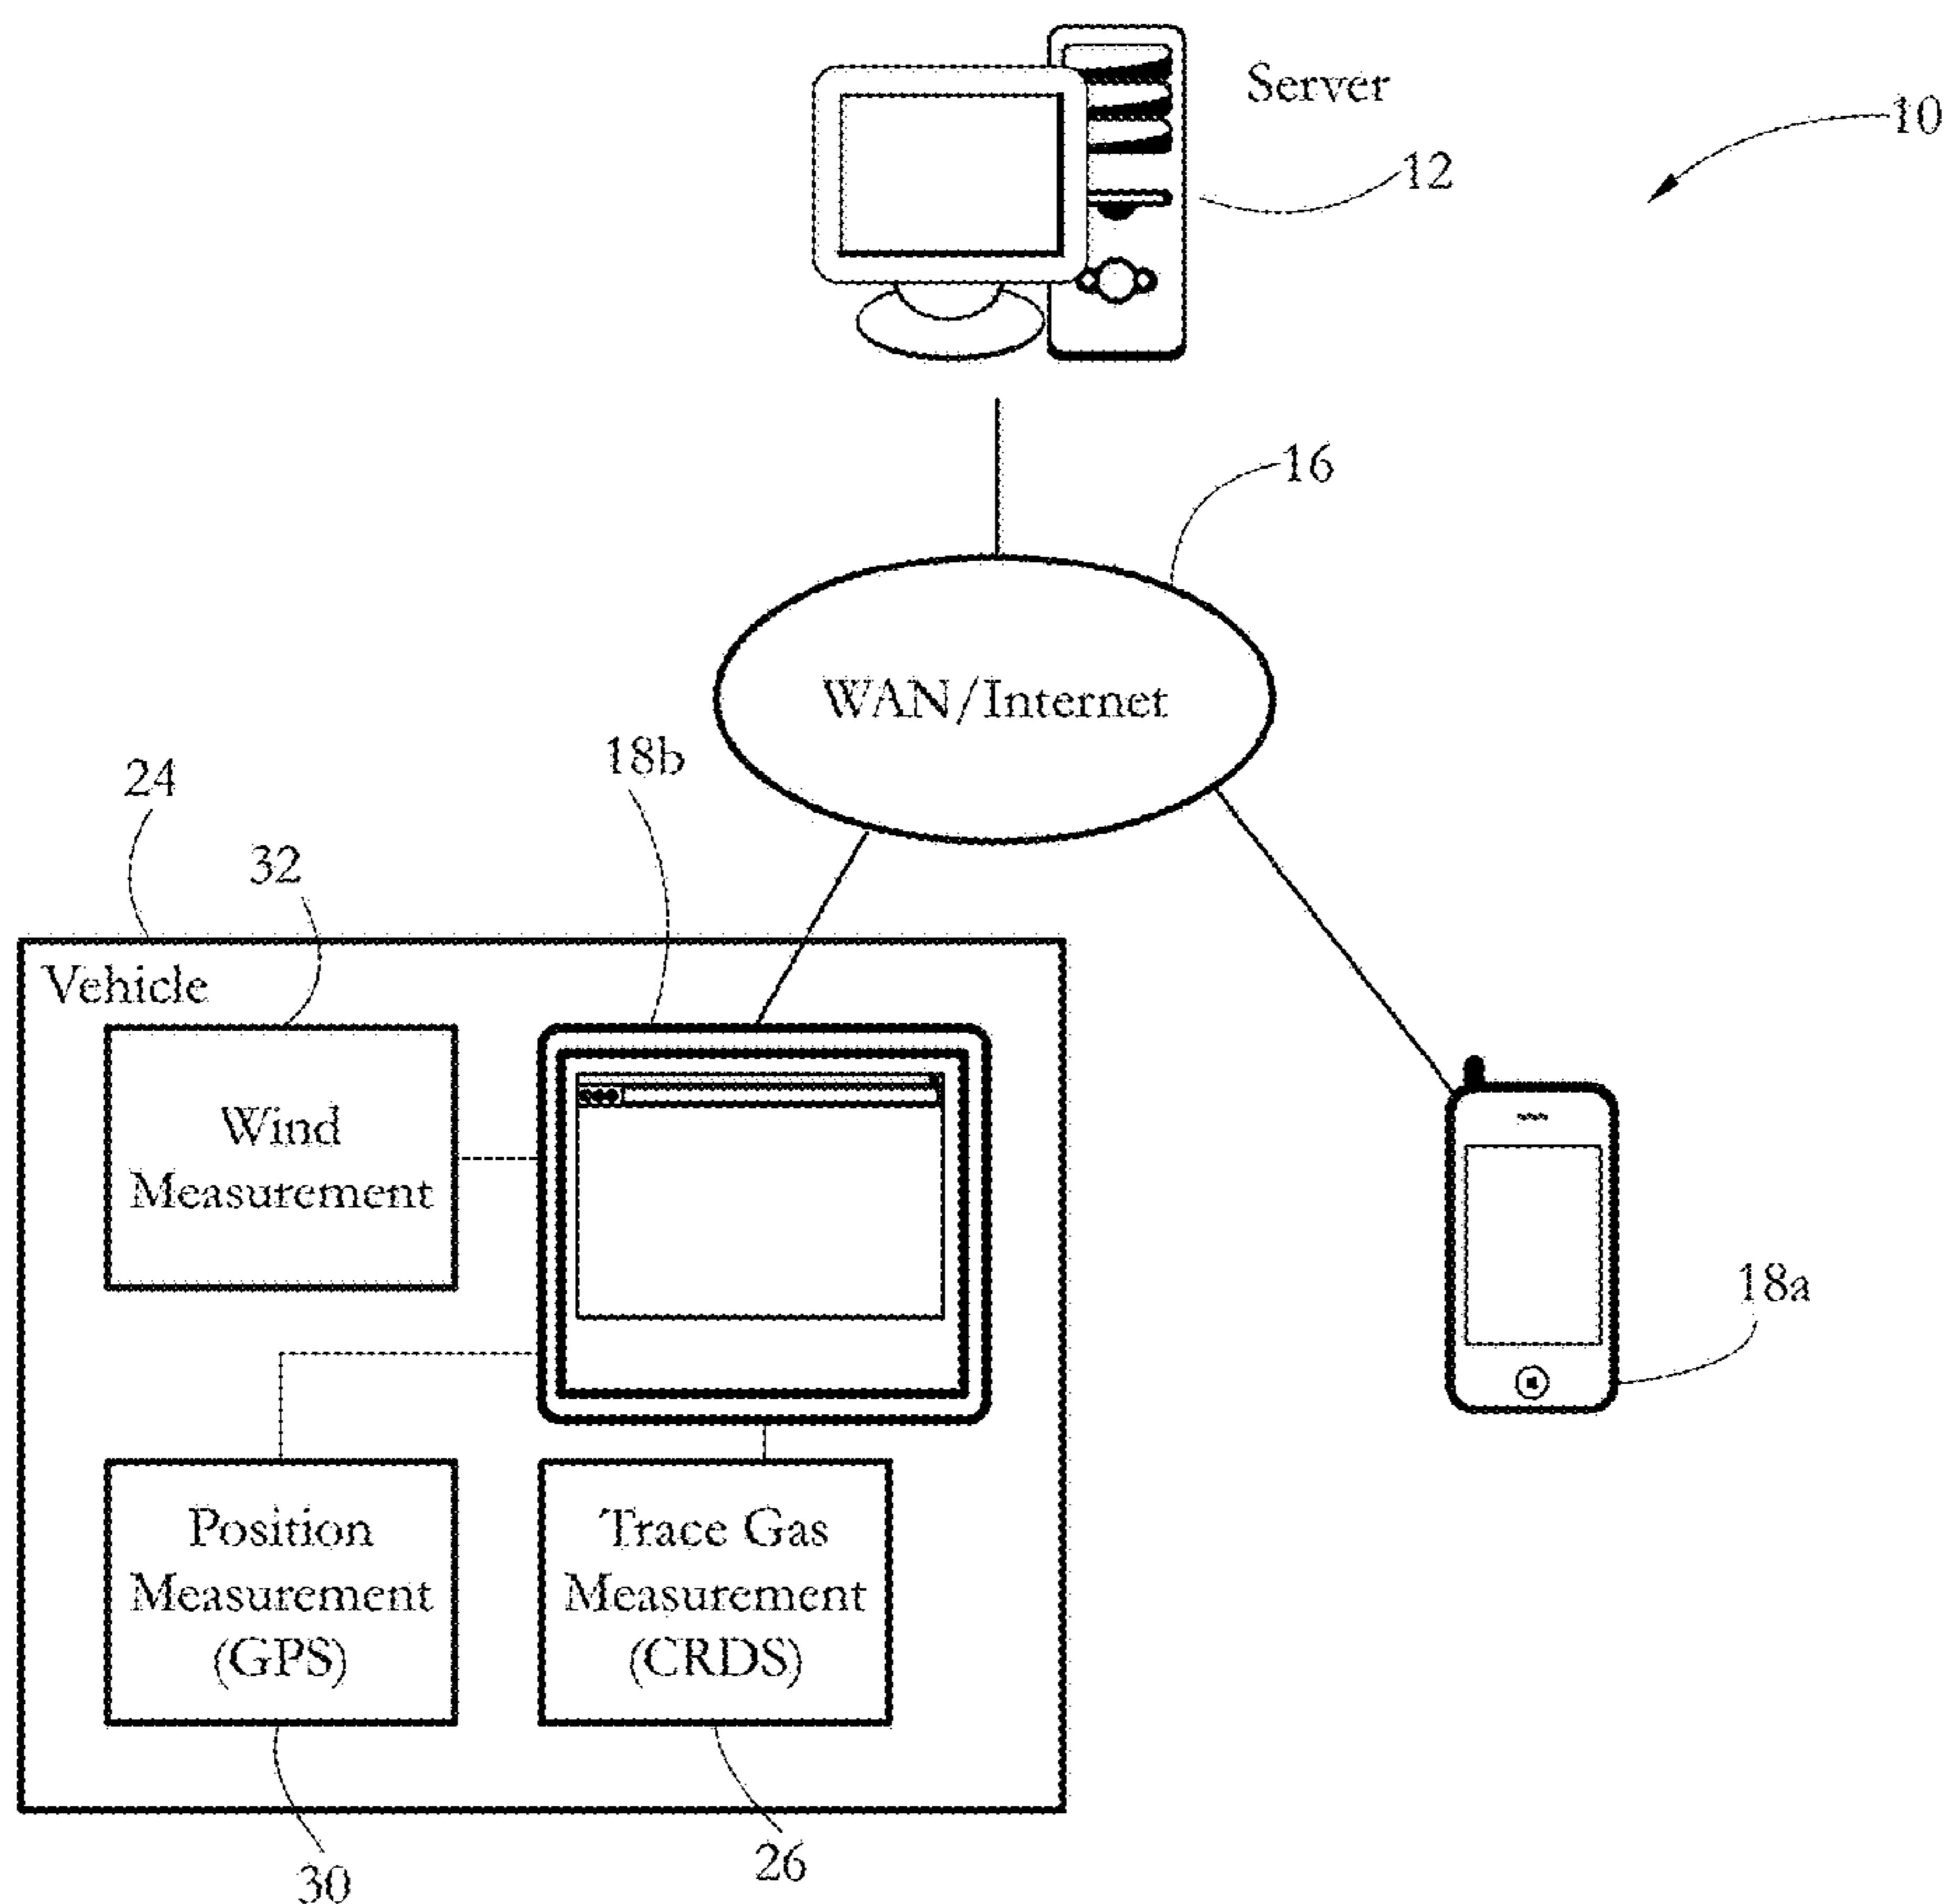 Server
10
12
16
WAN/Internet
18b
24
32
Vehicle
Wind
Measurement
18a
Position
Measurement
(GPS)
Trace Gas
Measurement
(CRDS)
26
30